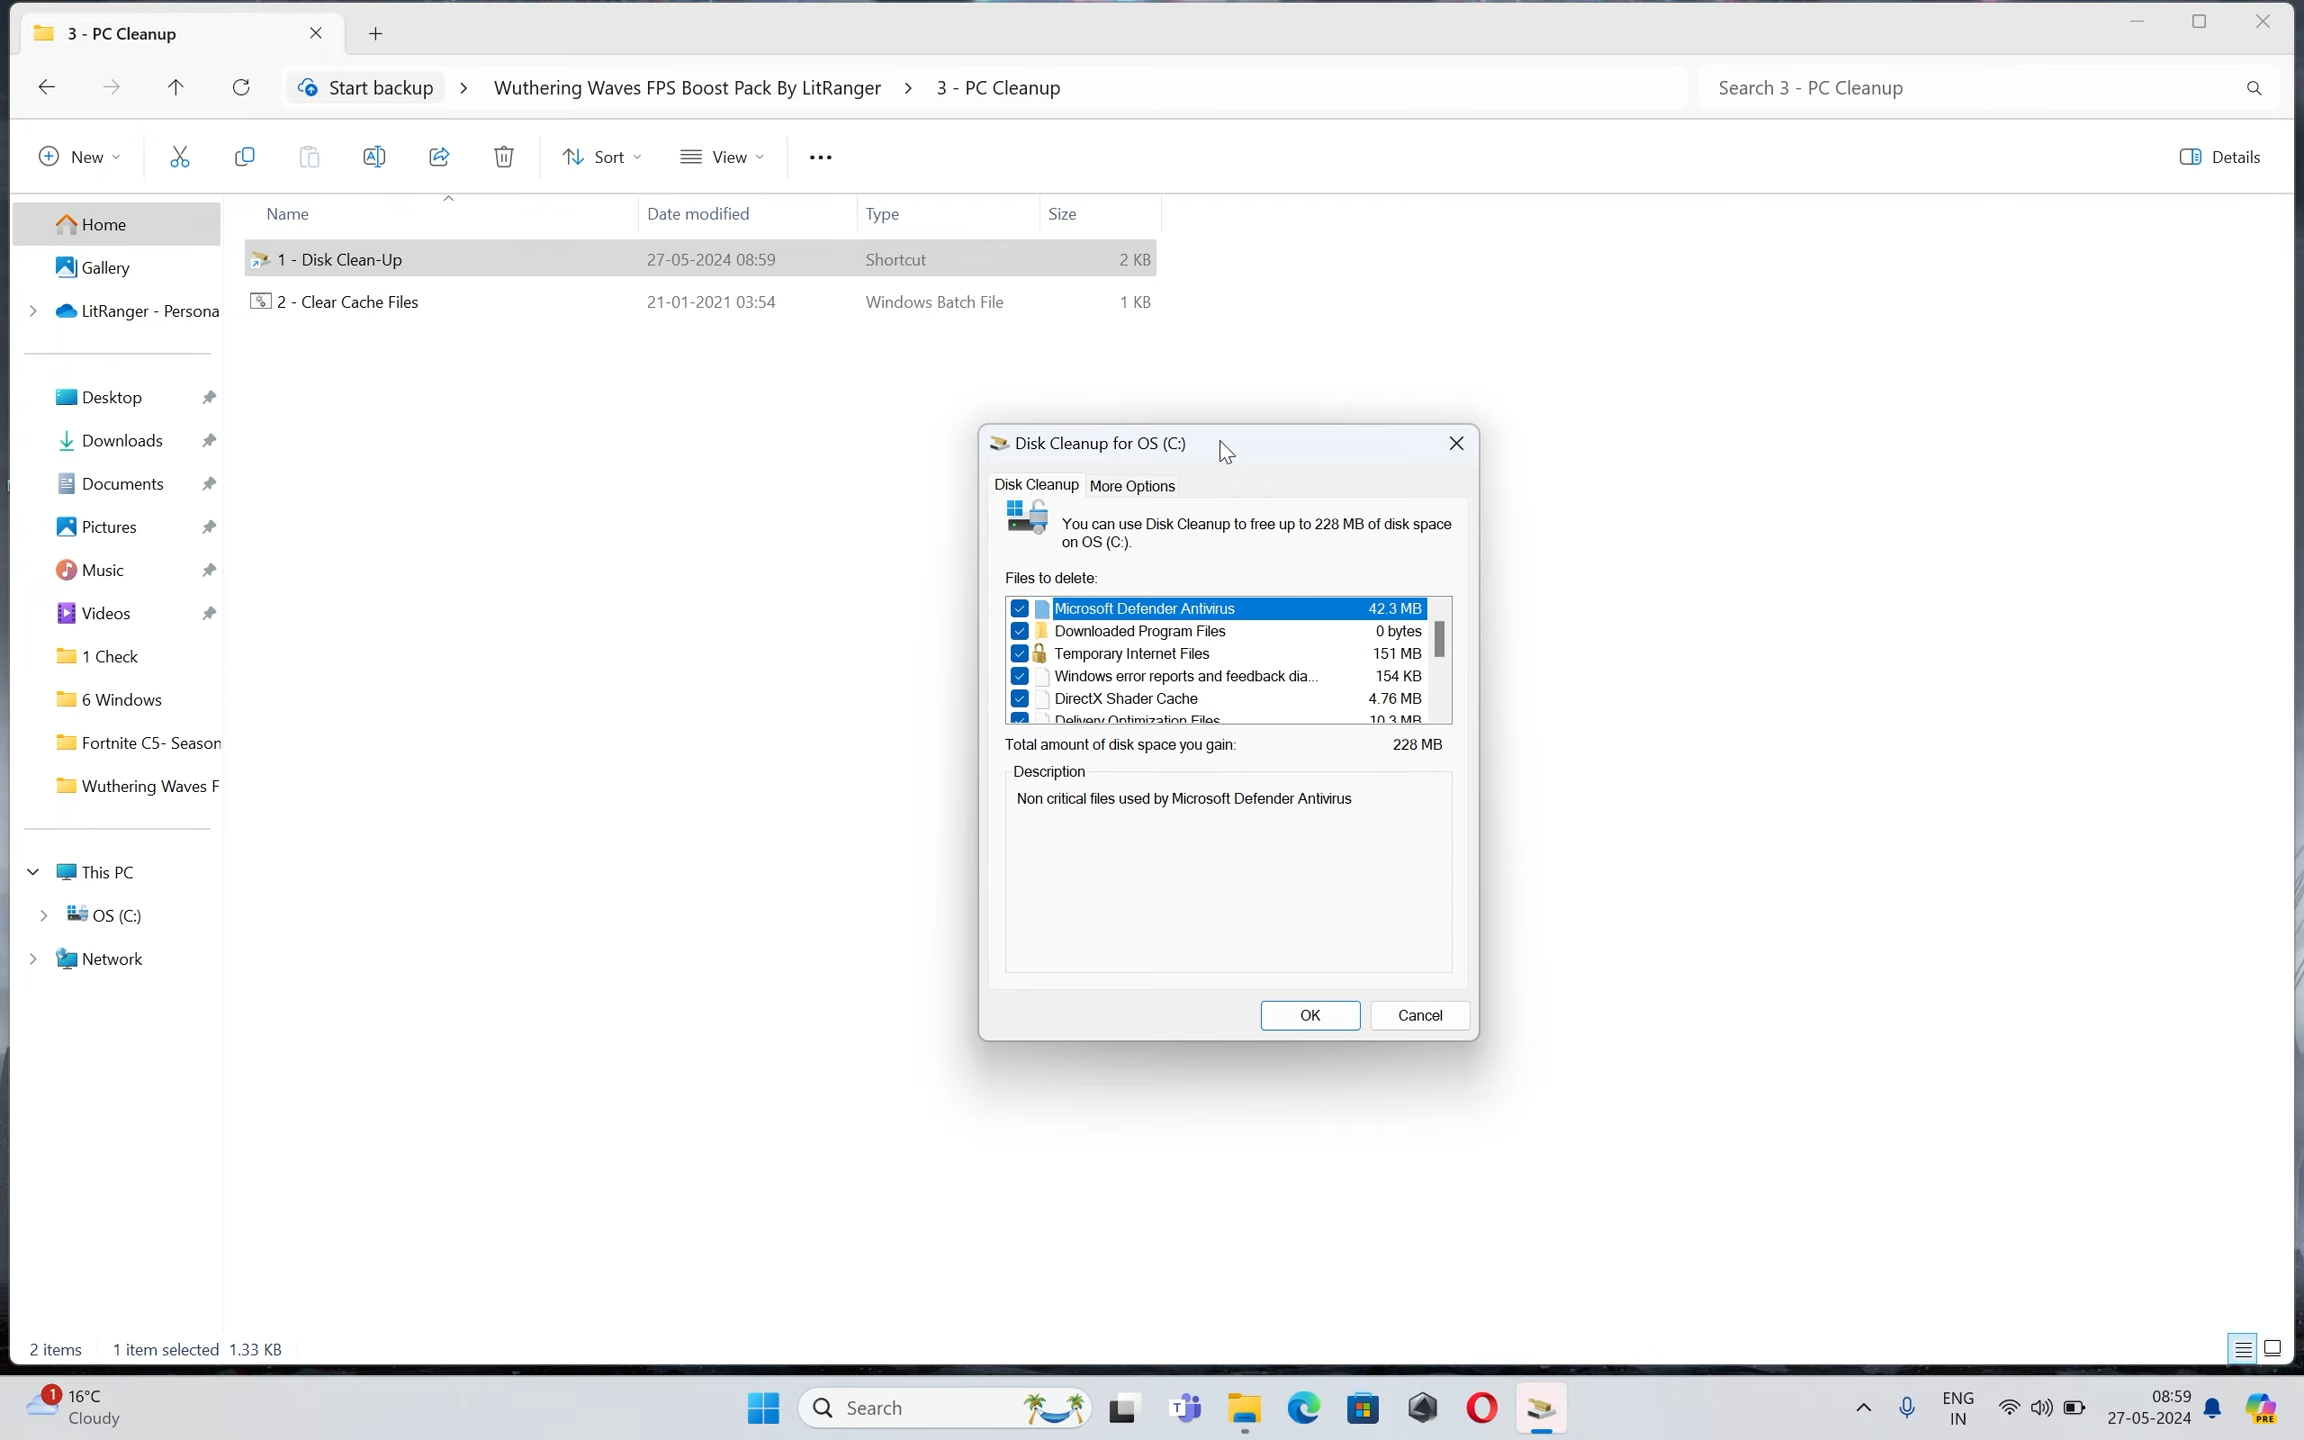 3 - PC Cleanup
Start backup > Wuthering Waves FPS Boost Pack By LitRanger > 3 - PC Cleanup
Search 3 - PC Cleanup
New
Sort
View
Details
Name Date modified Type Size
1 - Disk Clean-Up 27-05-2024 08:59 Shortcut 2 KB
2 - Clear Cache Files 21-01-2021 03:54 Windows Batch File 1 KB
Home
Gallery
LitRanger - Persona
Desktop
Downloads
Documents
Pictures
Music
Videos
1 Check
6 Windows
Fortnite C5- Season
Wuthering Waves F
This PC
OS (C:)
Network
Disk Cleanup for OS (C:)
Disk Cleanup More Options
You can use Disk Cleanup to free up to 228 MB of disk space
on OS (C:).
Files to delete:
Microsoft Defender Antivirus 42.3 MB
Downloaded Program Files 0 bytes
Temporary Internet Files 151 MB
Windows error reports and feedback dia... 154 KB
DirectX Shader Cache 4.76 MB
Delivery Optimization Files 10.3 MB
Total amount of disk space you gain: 228 MB
Description
Non critical files used by Microsoft Defender Antivirus
OK Cancel
2 items 1 item selected 1.33 KB
1
16°C
Cloudy
Search
ENG
IN
08:59
27-05-2024
PRE